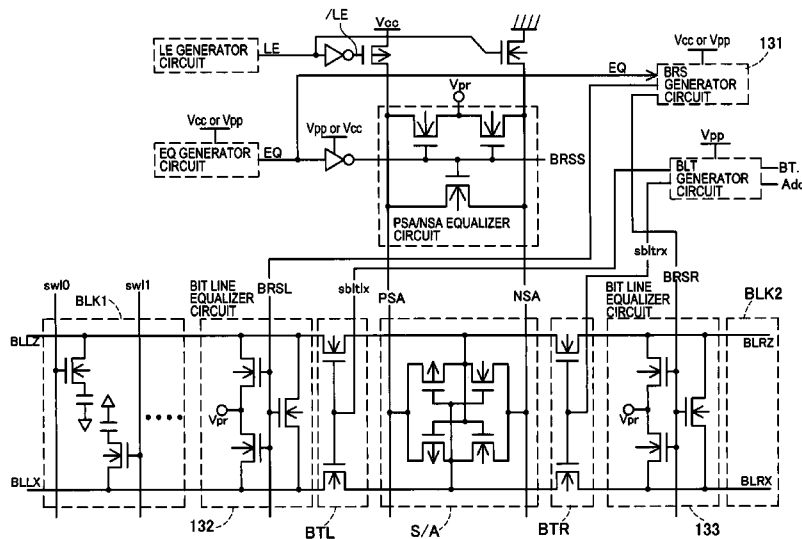 /LE
Vcc
LE GENERATOR
CIRCUIT
LE
Vcc or Vpp
131
EQ
BRS
GENERATOR
CIRCUIT
Vpr
Vcc or Vpp
Vpp or Vcc
EQ GENERATOR
CIRCUIT
EQ
BRSS
Vpp
BLT
GENERATOR
CIRCUIT
BT.
Add
PSA/NSA EQUALIZER
CIRCUIT
swl0
BLK1
swl1
BIT LINE
EQUALIZER
CIRCUIT
BRSL
sbltlx
PSA
NSA
sbltrx
BIT LINE
EQUALIZER
CIRCUIT
BRSR
BLK2
BLLZ
BLRZ
Vpr
Vpr
BLLX
BLRX
132
BTL
S/A
BTR
133